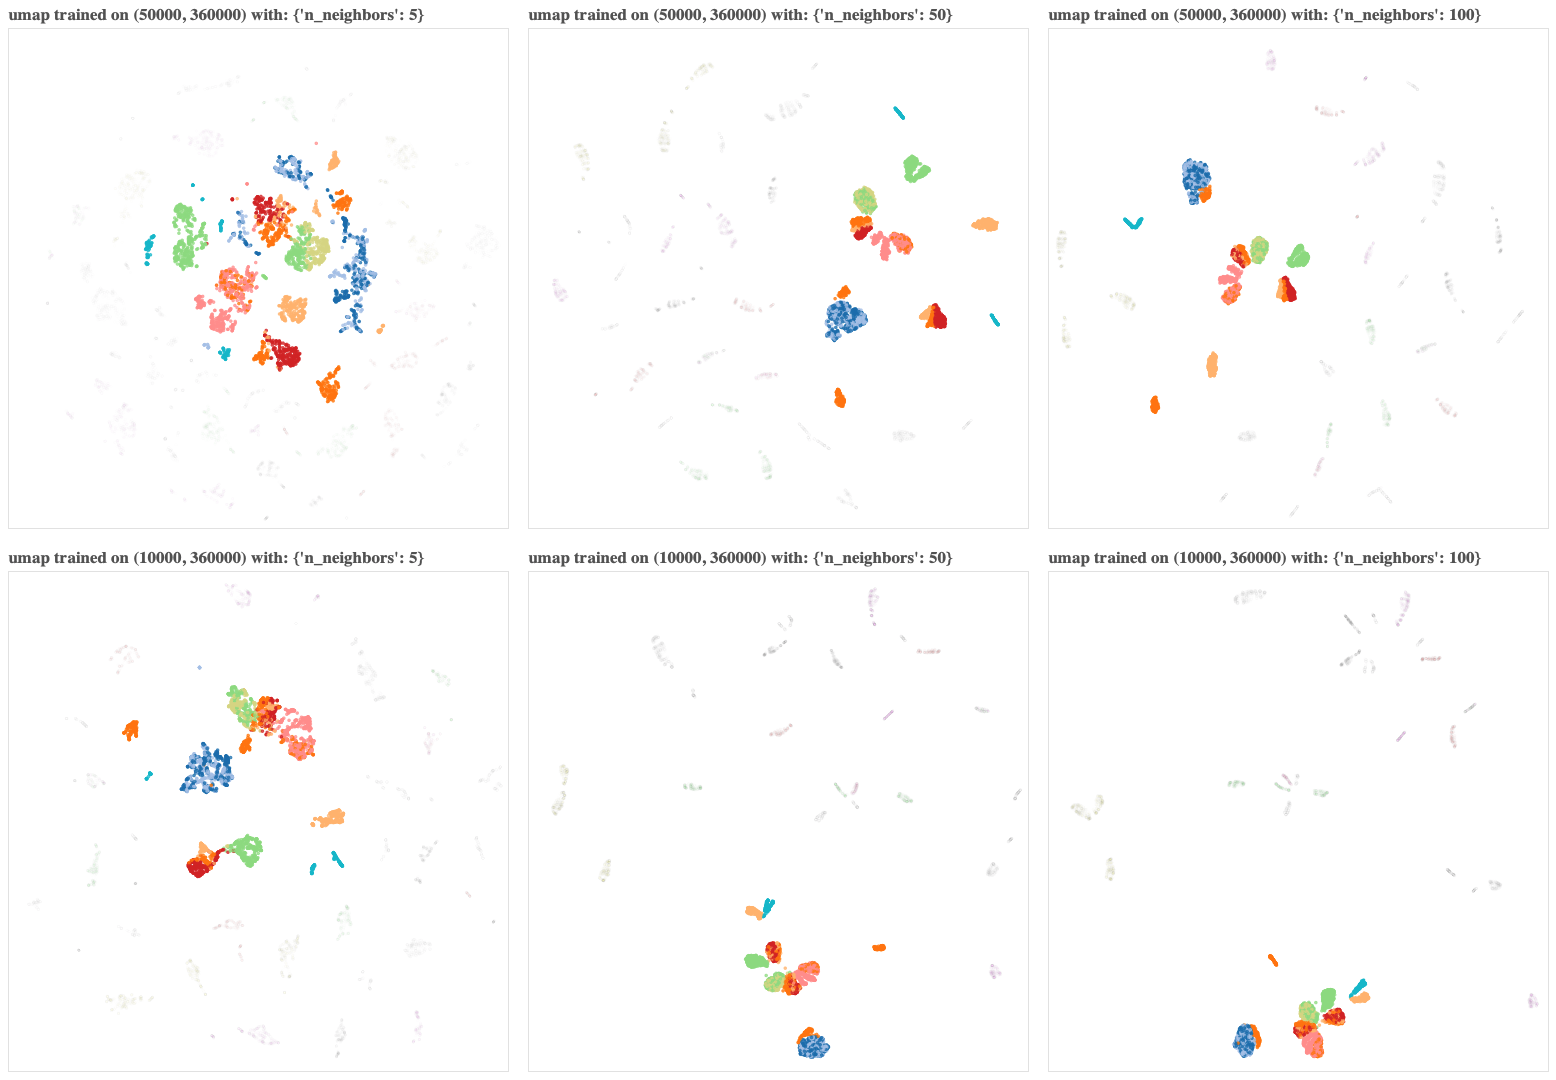 umap trained on (50000, 360000) with: {'n_neighbors': 5}
umap trained on (50000, 360000) with: {'n_neighbors': 50}
umap trained on (50000, 360000) with: {'n_neighbors': 100}
umap trained on (10000, 360000) with: {'n_neighbors': 5}
umap trained on (10000, 360000) with: {'n_neighbors': 50}
umap trained on (10000, 360000) with: {'n_neighbors': 100}